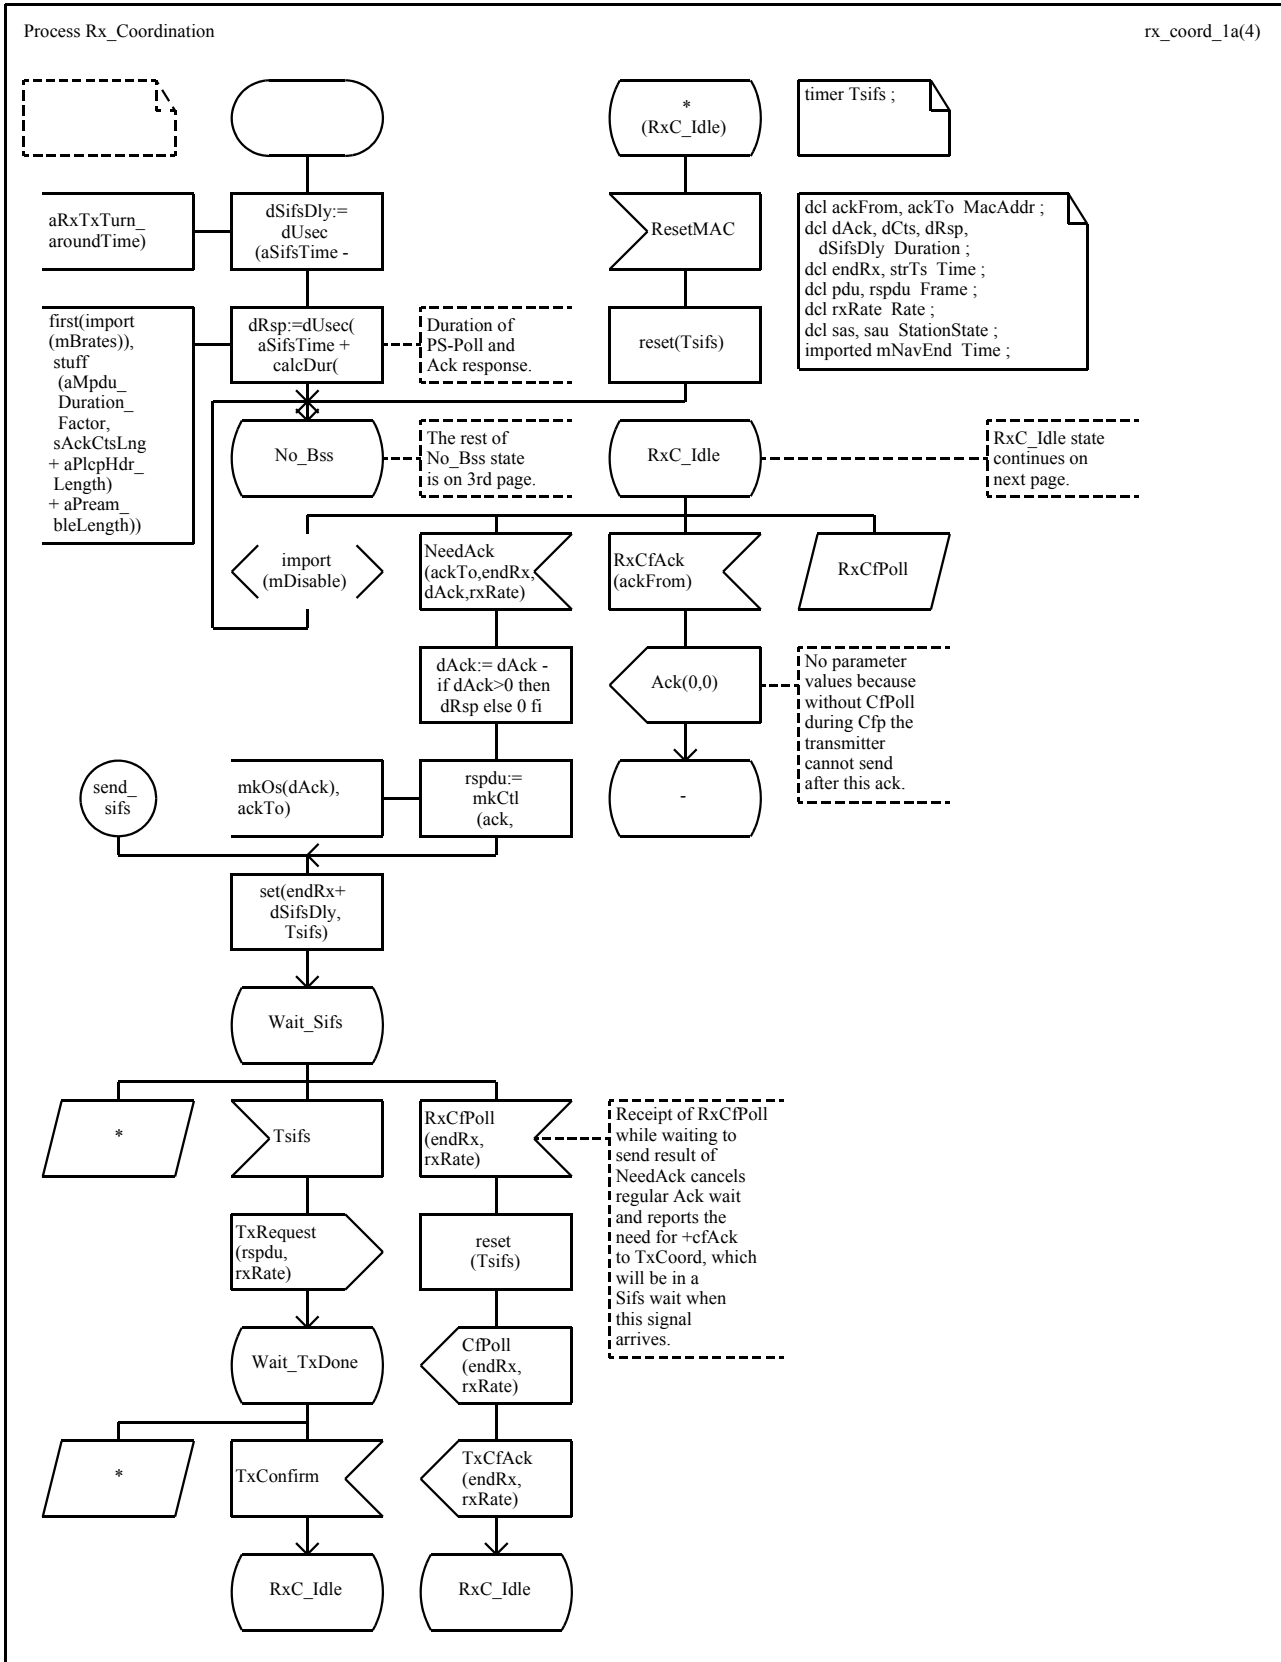 Process Rx_Coordination
rx_coord_1a(4)
*
(RxC_Idle)
timer Tsifs ;
aRxTxTurn_
aroundTime)
dSifsDly:=
dUsec
(aSifsTime -
ResetMAC
dcl ackFrom, ackTo MacAddr ;
dcl dAck, dCts, dRsp,
dSifsDly Duration ;
dcl endRx, strTs Time ;
dcl pdu, rspdu Frame ;
dcl rxRate Rate ;
dcl sas, sau StationState ;
imported mNavEnd Time ;
first(import
(mBrates)),
stuff
(aMpdu_
Duration_
Factor,
sAckCtsLng
+ aPlcpHdr_
Length)
+ aPream_
bleLength))
dRsp:=dUsec(
aSifsTime +
calcDur(
Duration of
PS-Poll and
Ack response.
reset(Tsifs)
No_Bss
The rest of
No_Bss state
is on 3rd page.
RxC_Idle
RxC_Idle state
continues on
next page.
import
(mDisable)
NeedAck
(ackTo,endRx,
dAck,rxRate)
RxCfAck
(ackFrom)
RxCfPoll
dAck:= dAck -
if dAck>0 then
dRsp else 0 fi
Ack(0,0)
No parameter
values because
without CfPoll
during Cfp the
transmitter
cannot send
after this ack.
send_
sifs
mkOs(dAck),
ackTo)
rspdu:=
mkCtl
(ack,
-
set(endRx+
dSifsDly,
Tsifs)
Wait_Sifs
*
Tsifs
RxCfPoll
(endRx,
rxRate)
Receipt of RxCfPoll
while waiting to
send result of
NeedAck cancels
regular Ack wait
and reports the
need for +cfAck
to TxCoord, which
will be in a
Sifs wait when
this signal
arrives.
TxRequest
(rspdu,
rxRate)
reset
(Tsifs)
Wait_TxDone
CfPoll
(endRx,
rxRate)
*
TxConfirm
TxCfAck
(endRx,
rxRate)
RxC_Idle
RxC_Idle